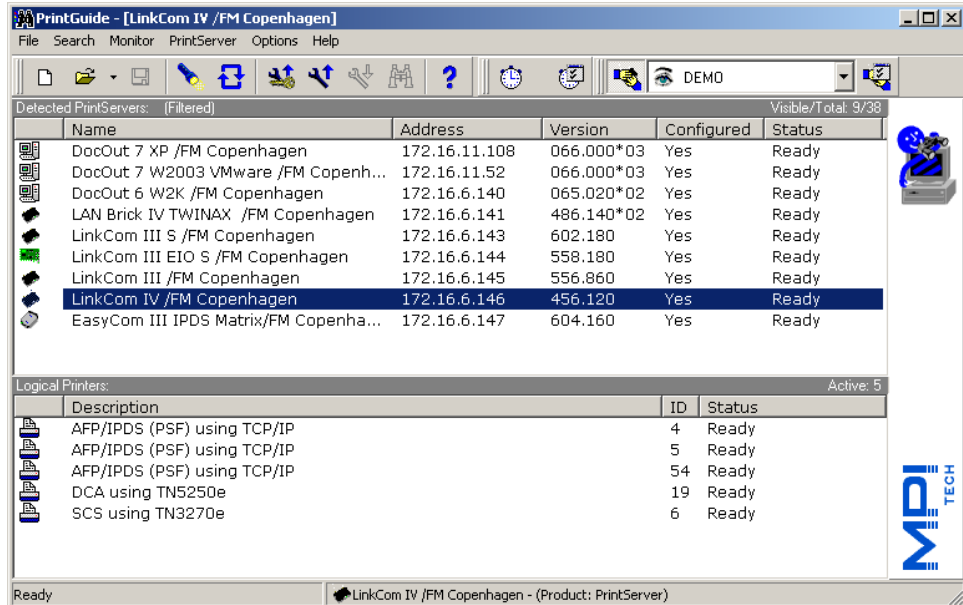 PrintGuide - [LinkCom IV /FM Copenhagen]
File Search Monitor PrintServer Options Help
DEMO
Detected PrintServers: (Filtered) Visible/Total: 9/38
Name Address Version Configured Status
DocOut 7 XP /FM Copenhagen 172.16.11.108 066.000*03 Yes Ready
DocOut 7 W2003 VMware /FM Copenh... 172.16.11.52 066.000*03 Yes Ready
DocOut 6 W2K /FM Copenhagen 172.16.6.140 065.020*02 Yes Ready
LAN Brick IV TWINAX /FM Copenhagen 172.16.6.141 486.140*02 Yes Ready
LinkCom III S /FM Copenhagen 172.16.6.143 602.180 Yes Ready
LinkCom III EIO S /FM Copenhagen 172.16.6.144 558.180 Yes Ready
LinkCom III /FM Copenhagen 172.16.6.145 556.860 Yes Ready
LinkCom IV /FM Copenhagen 172.16.6.146 456.120 Yes Ready
EasyCom III IPDS Matrix/FM Copenha... 172.16.6.147 604.160 Yes Ready
Logical Printers: Active: 5
Description ID Status
AFP/IPDS (PSF) using TCP/IP 4 Ready
AFP/IPDS (PSF) using TCP/IP 5 Ready
AFP/IPDS (PSF) using TCP/IP 54 Ready
DCA using TN5250e 19 Ready
SCS using TN3270e 6 Ready
MPI TECH
Ready LinkCom IV /FM Copenhagen - (Product: PrintServer)